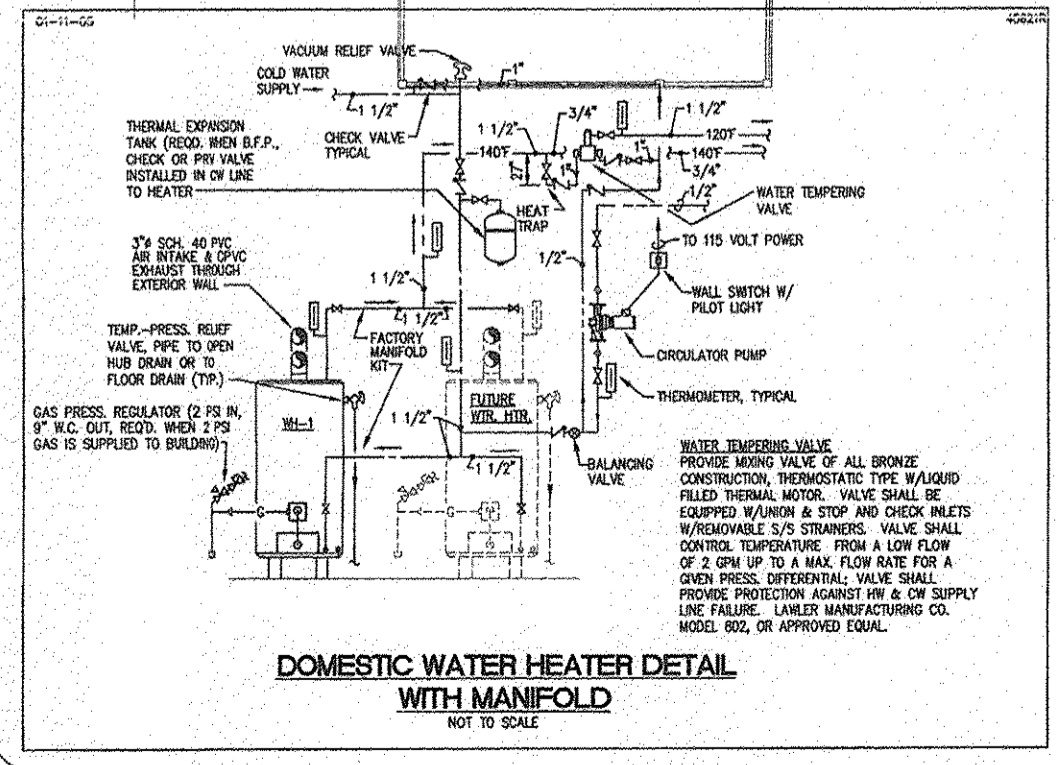 01-11-05
VACUUM RELIEF VALVE
COLD WATER
SUPPLY
1 1/2"
CHECK VALVE
TYPICAL
1"
THERMAL EXPANSION
TANK (REQD. WHEN B.F.P.,
CHECK OR PRV VALVE
INSTALLED IN CW LINE
TO HEATER
1 1/2"
3/4"
140°F
27"
1"
HEAT
TRAP
1 1/2"
120°F
1"
140°F
3/4"
1/2"
WATER TEMPERING
VALVE
3"ø SCH. 40 PVC
AIR INTAKE & CPVC
EXHAUST THROUGH
EXTERIOR WALL
1 1/2"
1/2"
TO 115 VOLT POWER
WALL SWITCH W/
PILOT LIGHT
1 1/2"
FACTORY
MANIFOLD
KIT
CIRCULATOR PUMP
TEMP.-PRESS. RELIEF
VALVE, PIPE TO OPEN
HUB DRAIN OR TO
FLOOR DRAIN (TYP.)
THERMOMETER, TYPICAL
GAS PRESS. REGULATOR (2 PSI IN,
9" W.C. OUT, REQ'D. WHEN 2 PSI
GAS IS SUPPLIED TO BUILDING)
WH-1
FUTURE
WTR. HTR.
1 1/2"
1 1/2"
BALANCING
VALVE
G
G
WATER TEMPERING VALVE
PROVIDE MIXING VALVE OF ALL BRONZE
CONSTRUCTION, THERMOSTATIC TYPE W/LIQUID
FILLED THERMAL MOTOR. VALVE SHALL BE
EQUIPPED W/UNION & STOP AND CHECK INLETS
W/REMOVABLE S/S STRAINERS. VALVE SHALL
CONTROL TEMPERATURE FROM A LOW FLOW
OF 2 GPM UP TO A MAX. FLOW RATE FOR A
GIVEN PRESS. DIFFERENTIAL; VALVE SHALL
PROVIDE PROTECTION AGAINST HW & CW SUPPLY
LINE FAILURE. LAWLER MANUFACTURING CO.
MODEL 802, OR APPROVED EQUAL.
DOMESTIC WATER HEATER DETAIL
WITH MANIFOLD
NOT TO SCALE